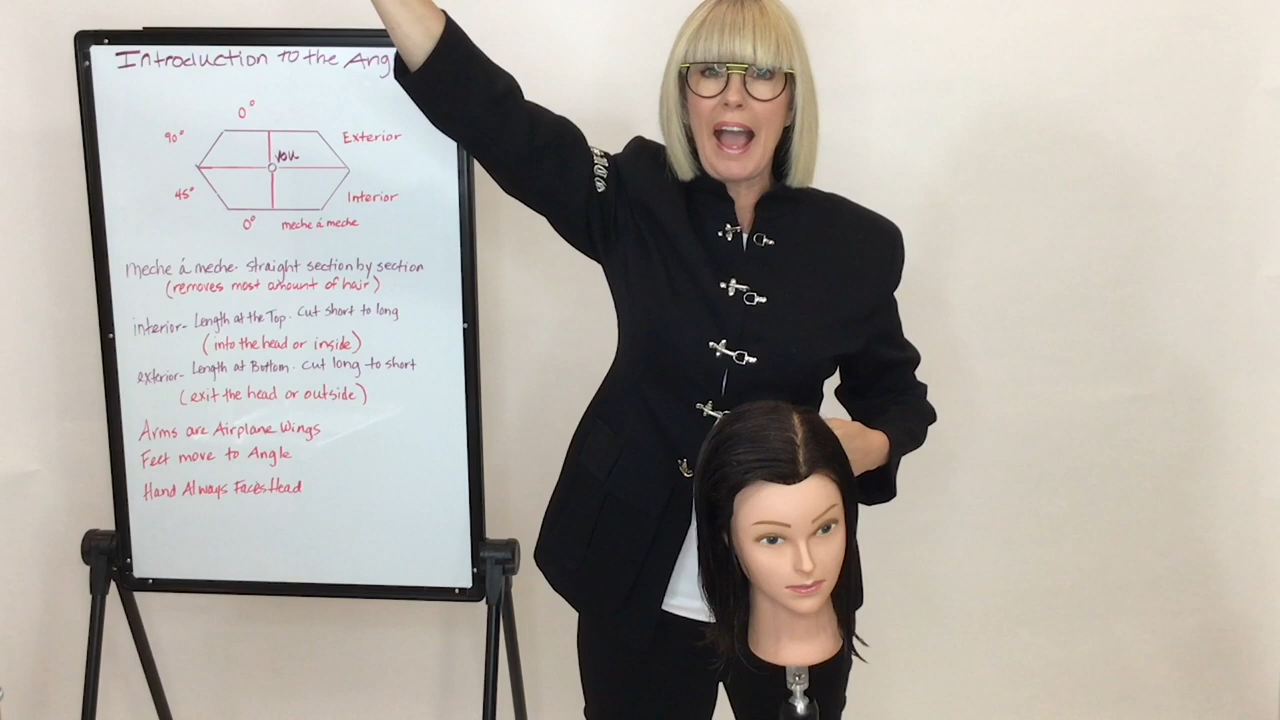 Introduction to the Ang
0°
90°
Exterior
you
45°
Interior
0°
meche á meche
Meche á meche- straight section by section
(removes most amount of hair)
interior- Length at the Top. Cut short to long
(into the head or inside)
exterior- Length at Bottom. Cut long to short
(exit the head or outside)
Arms are Airplane Wings
Feet move to Angle
Hand Always Faces Head